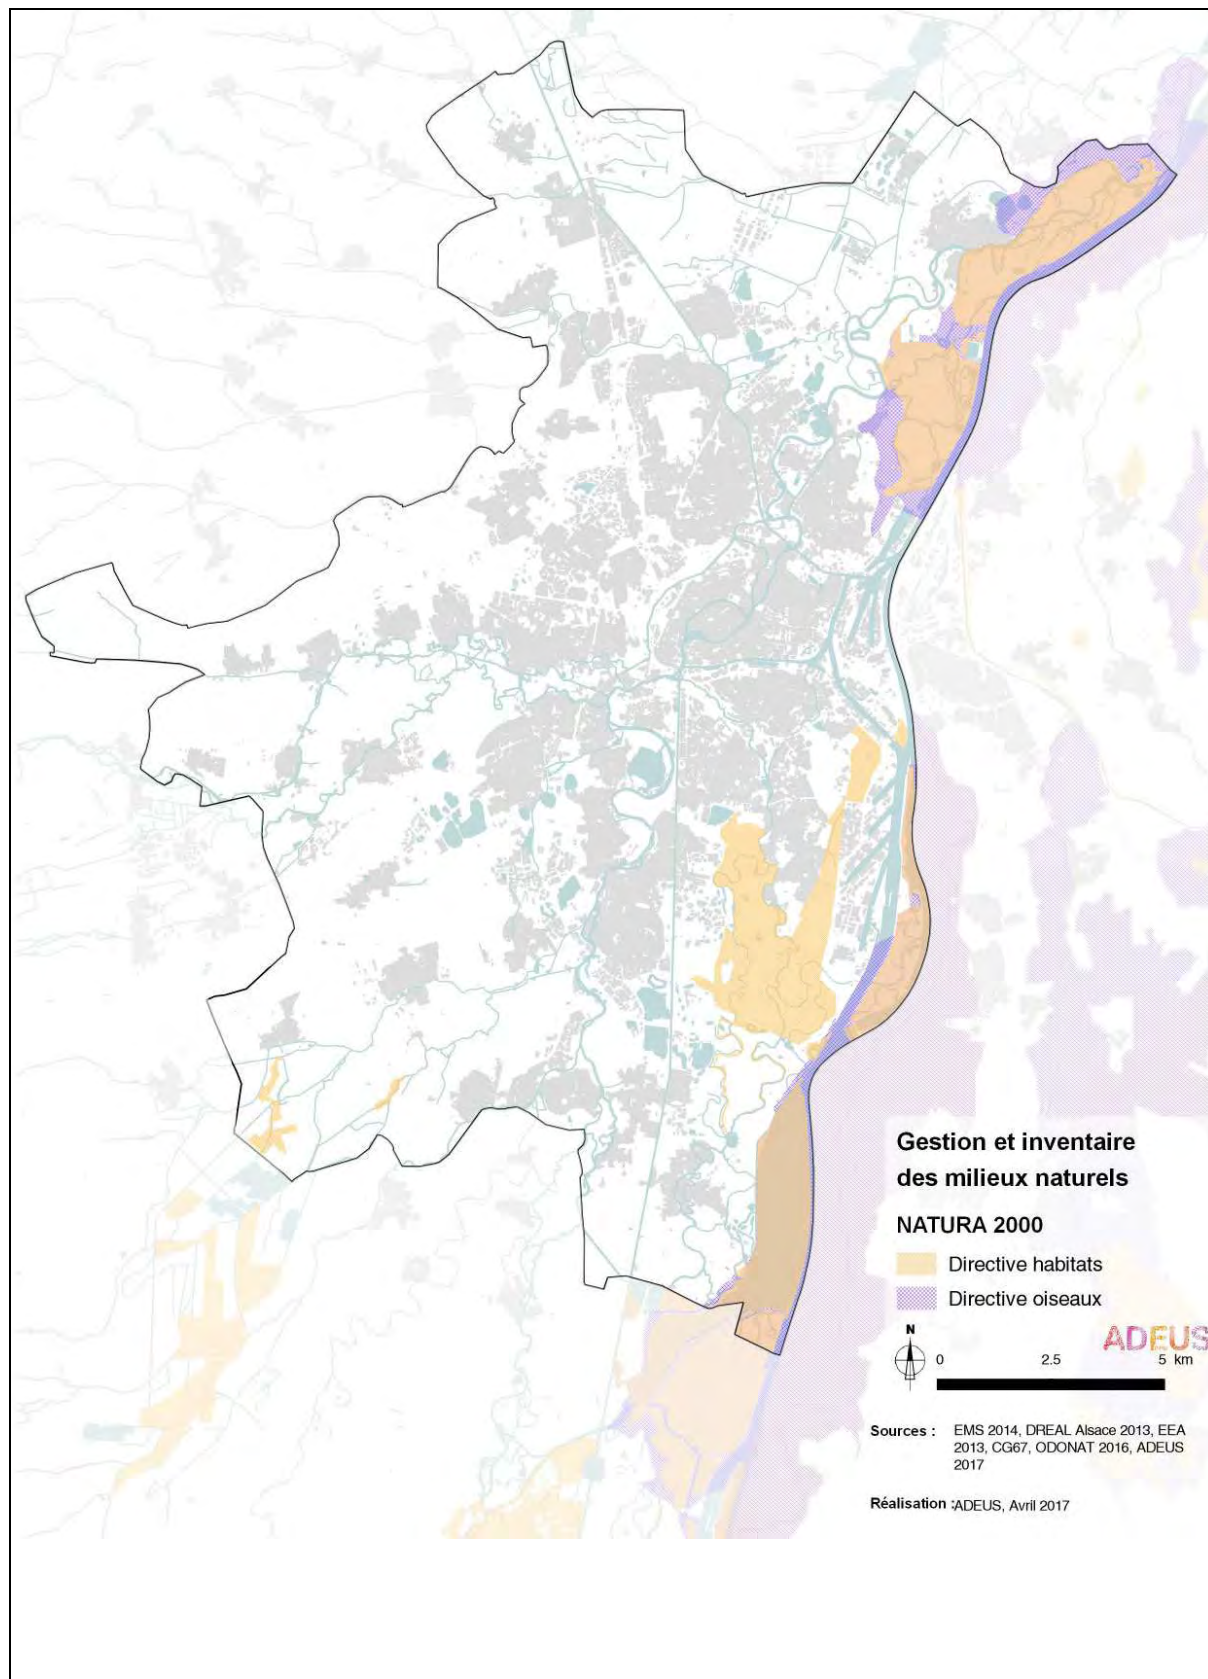 Gestion et inventaire
des milieux naturels
NATURA 2000
Directive habitats
Directive oiseaux
N
ADEUS
0 2.5 5 km
Sources : EMS 2014, DREAL Alsace 2013, EEA
2013, CG67, ODONAT 2016, ADEUS
2017
Réalisation : ADEUS, Avril 2017